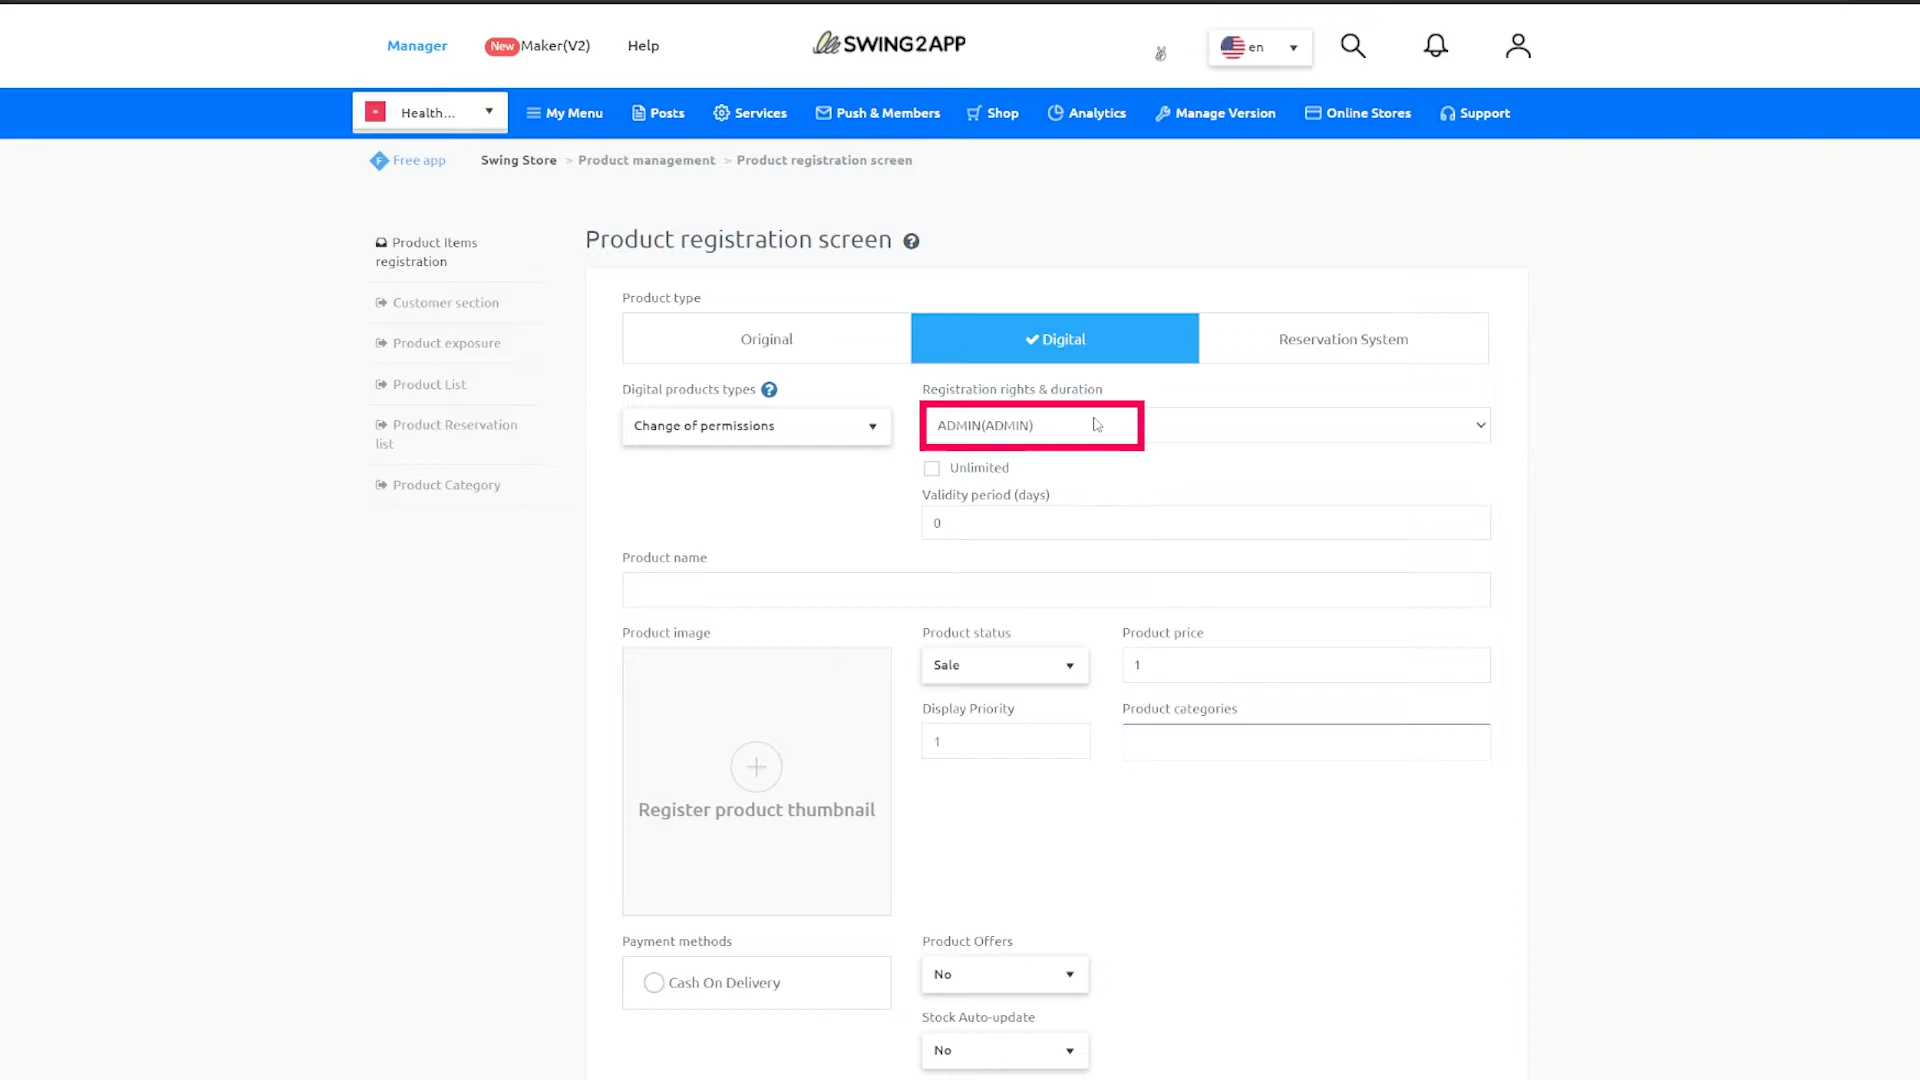 Manager
New Maker(V2)
Help
SWING2APP
en
Health...
My Menu
Posts
Services
Push & Members
Shop
Analytics
Manage Version
Online Stores
Support
F Free app
Swing Store > Product management > Product registration screen
Product Items
registration
Customer section
Product exposure
Product List
Product Reservation
list
Product Category
Product registration screen ?
Product type
Original
Digital
Reservation System
Digital products types ?
Change of permissions
Registration rights & duration
ADMIN(ADMIN)
Unlimited
Validity period (days)
0
Product name
Product image
Register product thumbnail
Product status
Sale
Product price
1
Display Priority
1
Product categories
Payment methods
Cash On Delivery
Product Offers
No
Stock Auto-update
No